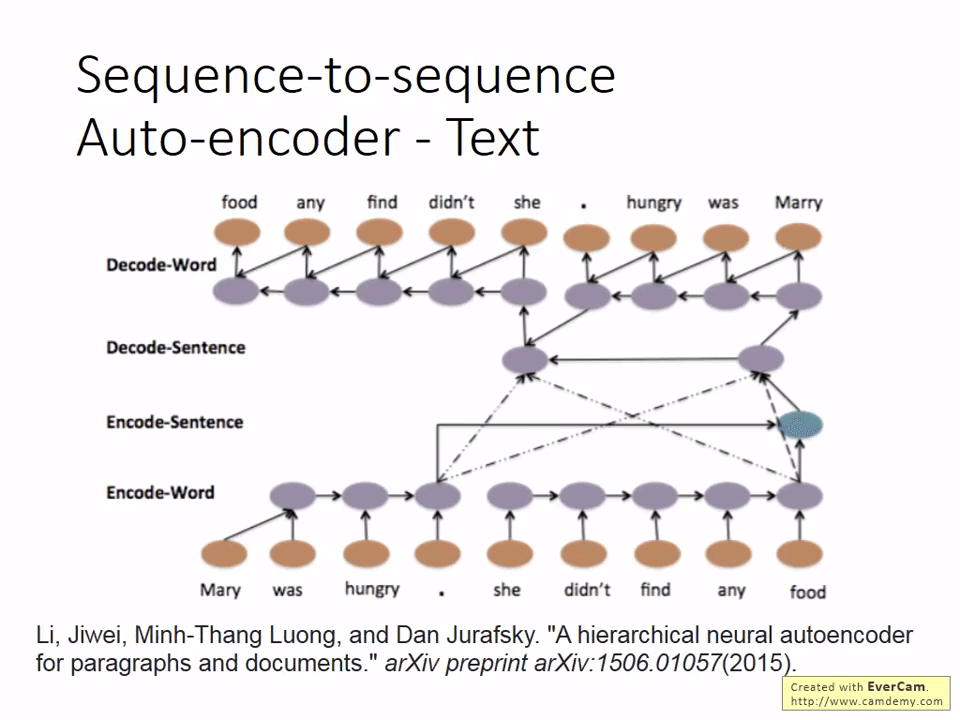 Sequence-to-sequence
Auto-encoder - Text
food any find didn't she . hungry was Marry
Decode-Word
Decode-Sentence
Encode-Sentence
Encode-Word
Mary was hungry . she didn't find any food
Li, Jiwei, Minh-Thang Luong, and Dan Jurafsky. "A hierarchical neural autoencoder
for paragraphs and documents." arXiv preprint arXiv:1506.01057(2015).
Created with EverCam.
http://www.camdemy.com